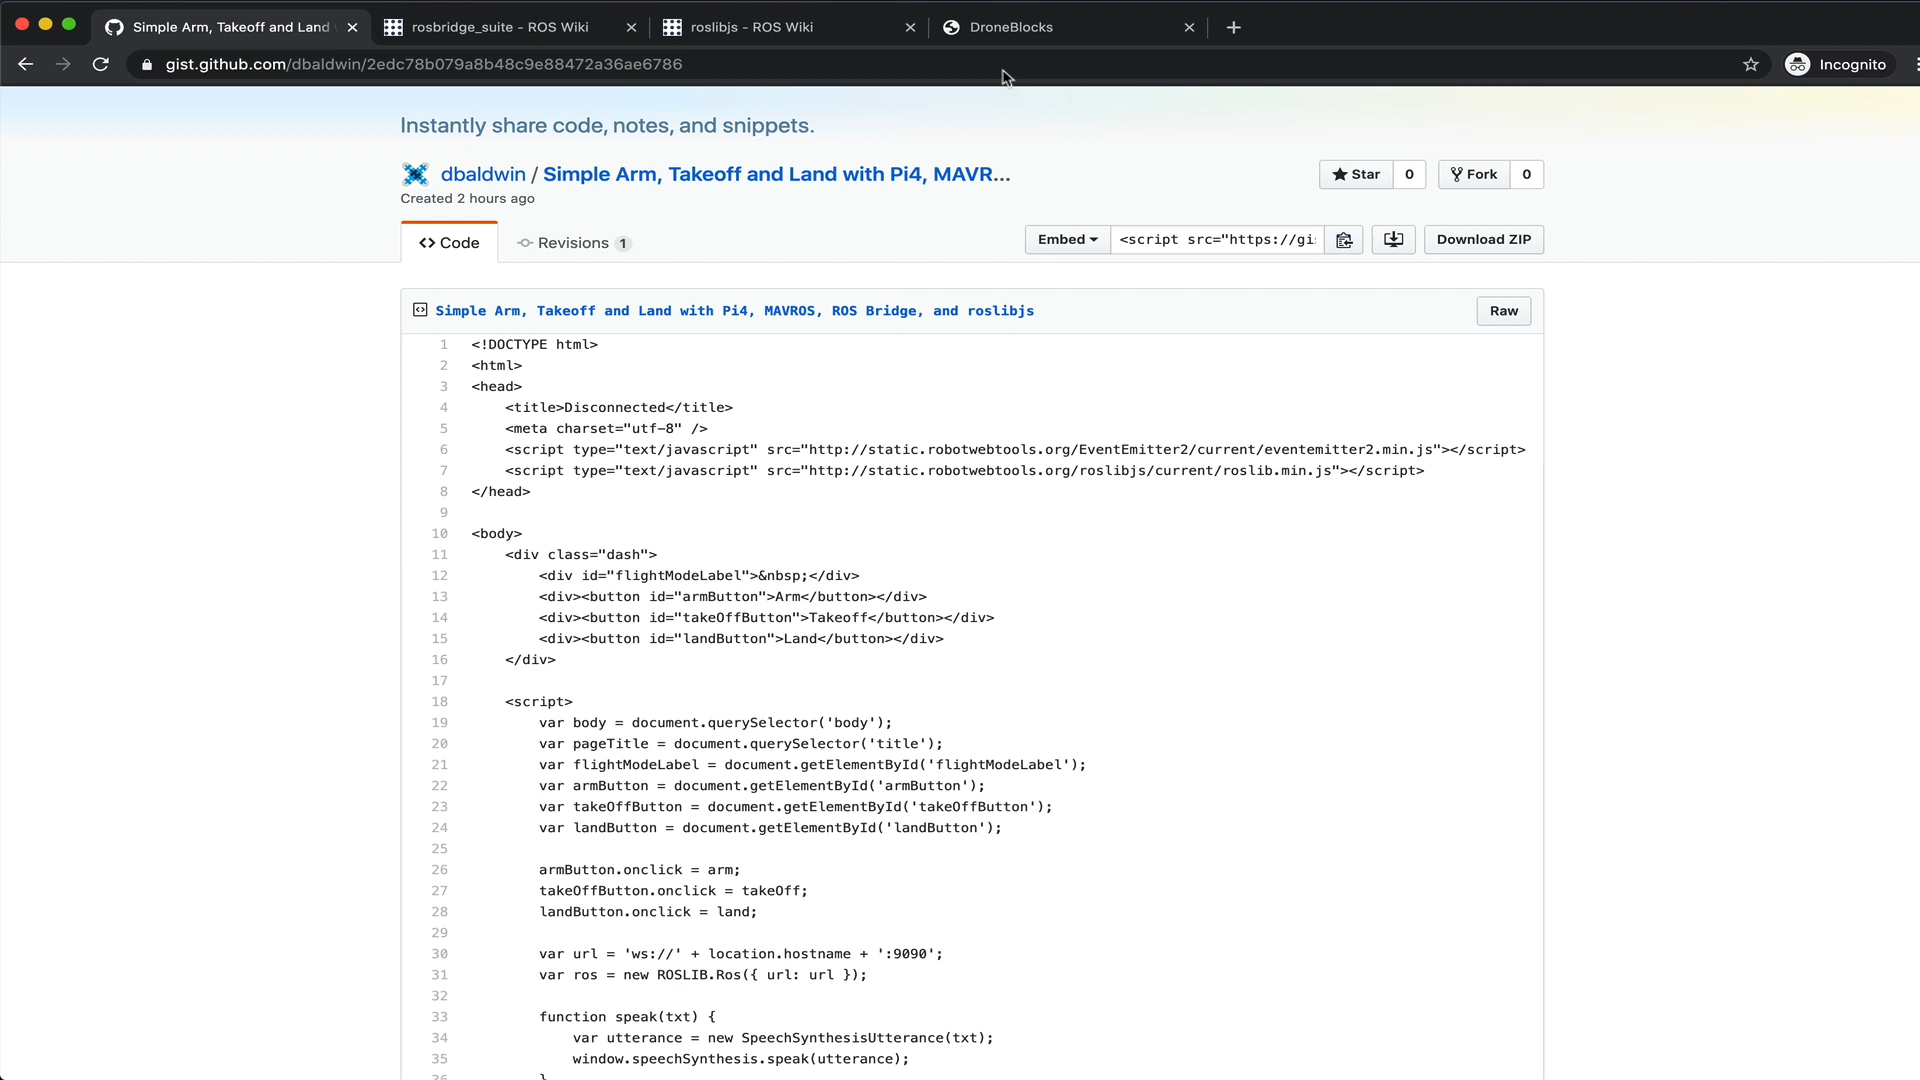 Simple Arm, Takeoff and Land
rosbridge_suite - ROS Wiki
roslibjs - ROS Wiki
DroneBlocks
gist.github.com/dbaldwin/2edc78b079a8b48c9e88472a36ae6786
Incognito
Instantly share code, notes, and snippets.
dbaldwin / Simple Arm, Takeoff and Land with Pi4, MAVR...
Star 0
Fork 0
Created 2 hours ago
Code
Revisions 1
Embed
<script src="https://gi
Download ZIP
Simple Arm, Takeoff and Land with Pi4, MAVROS, ROS Bridge, and roslibjs
Raw
1 <!DOCTYPE html>
2 <html>
3 <head>
4 <title>Disconnected</title>
5 <meta charset="utf-8" />
6 <script type="text/javascript" src="http://static.robotwebtools.org/EventEmitter2/current/eventemitter2.min.js"></script>
7 <script type="text/javascript" src="http://static.robotwebtools.org/roslibjs/current/roslib.min.js"></script>
8 </head>
9
10 <body>
11 <div class="dash">
12 <div id="flightModeLabel">&nbsp;</div>
13 <div><button id="armButton">Arm</button></div>
14 <div><button id="takeOffButton">Takeoff</button></div>
15 <div><button id="landButton">Land</button></div>
16 </div>
17
18 <script>
19 var body = document.querySelector('body');
20 var pageTitle = document.querySelector('title');
21 var flightModeLabel = document.getElementById('flightModeLabel');
22 var armButton = document.getElementById('armButton');
23 var takeOffButton = document.getElementById('takeOffButton');
24 var landButton = document.getElementById('landButton');
25
26 armButton.onclick = arm;
27 takeOffButton.onclick = takeOff;
28 landButton.onclick = land;
29
30 var url = 'ws://' + location.hostname + ':9090';
31 var ros = new ROSLIB.Ros({ url: url });
32
33 function speak(txt) {
34 var utterance = new SpeechSynthesisUtterance(txt);
35 window.speechSynthesis.speak(utterance);
36 }